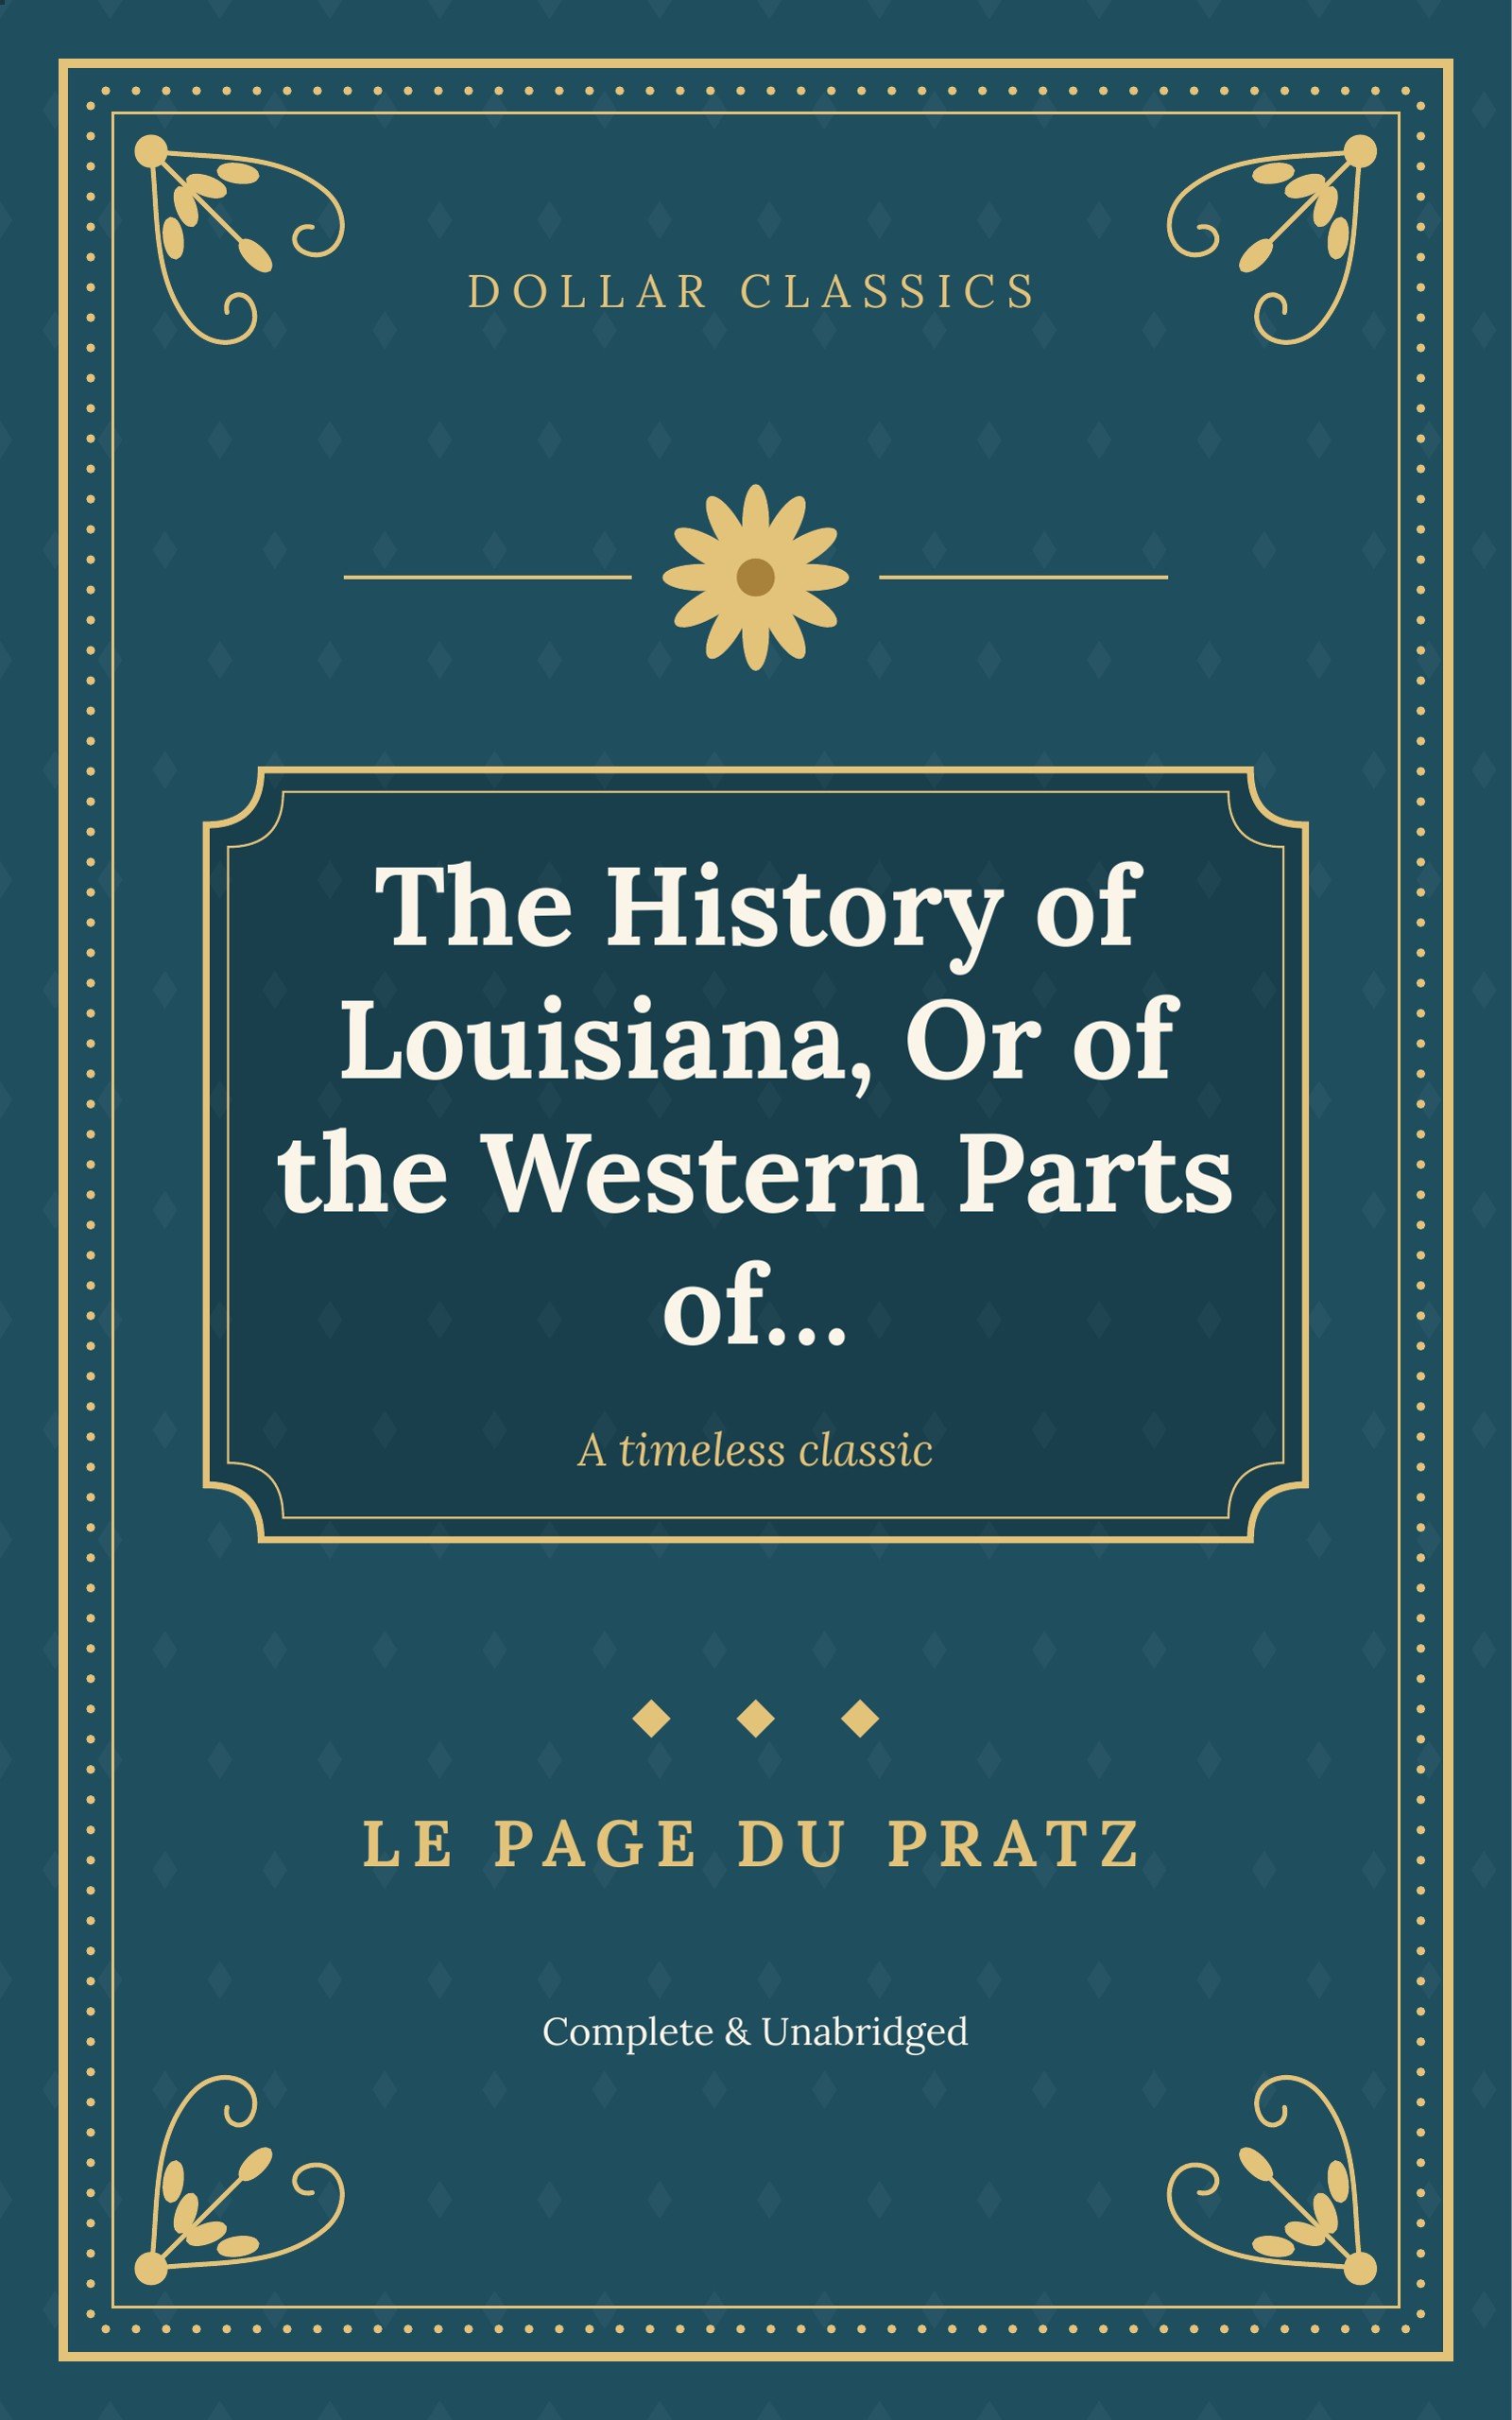 DOLLAR CLASSICS
The History of
Louisiana, Or of
the Western Parts
of...
A timeless classic
LE PAGE DU PRATZ
Complete & Unabridged